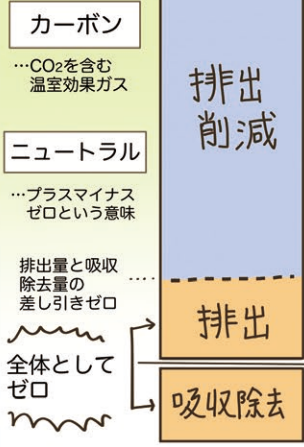 カーボン
…CO2を含む
温室効果ガス
ニュートラル
…プラスマイナス
ゼロという意味
排出量と吸収
除去量の
差し引きゼロ
全体として
ゼロ
排出
削減
排出
吸収除去